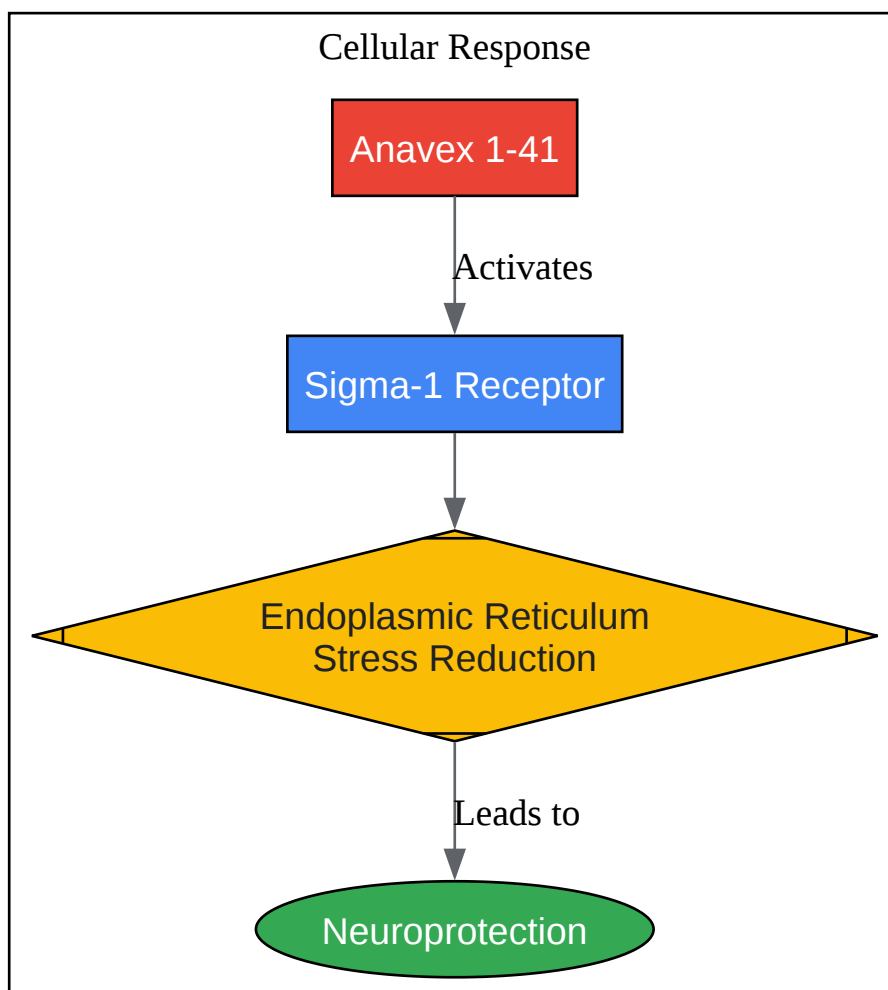 Cellular Response
Anavex 1-41
Activates
Sigma-1 Receptor
Endoplasmic Reticulum
Stress Reduction
Leads to
Neuroprotection